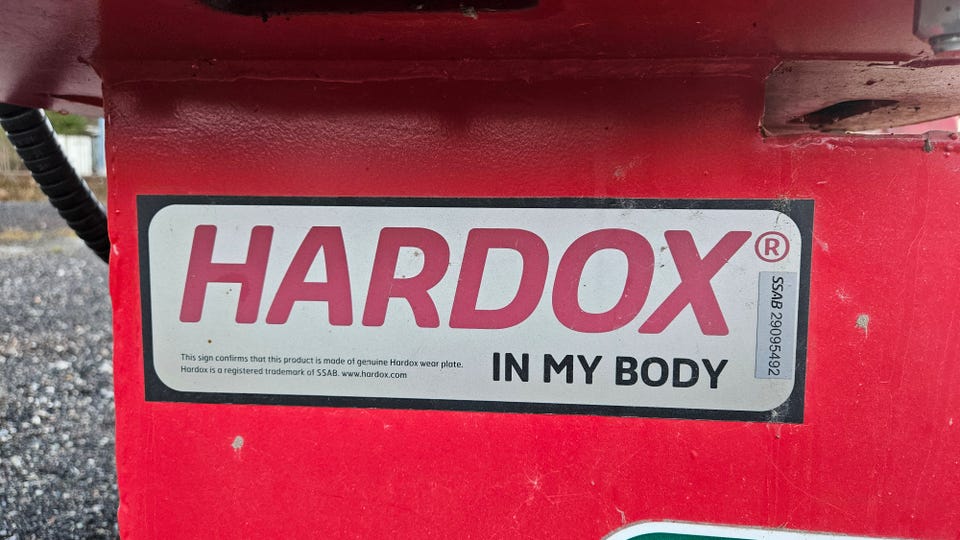 HARDOX®
SSAB 29095492
This sign confirms that this product is made of genuine Hardox wear plate.
Hardox is a registered trademark of SSAB. www.hardox.com
IN MY BODY